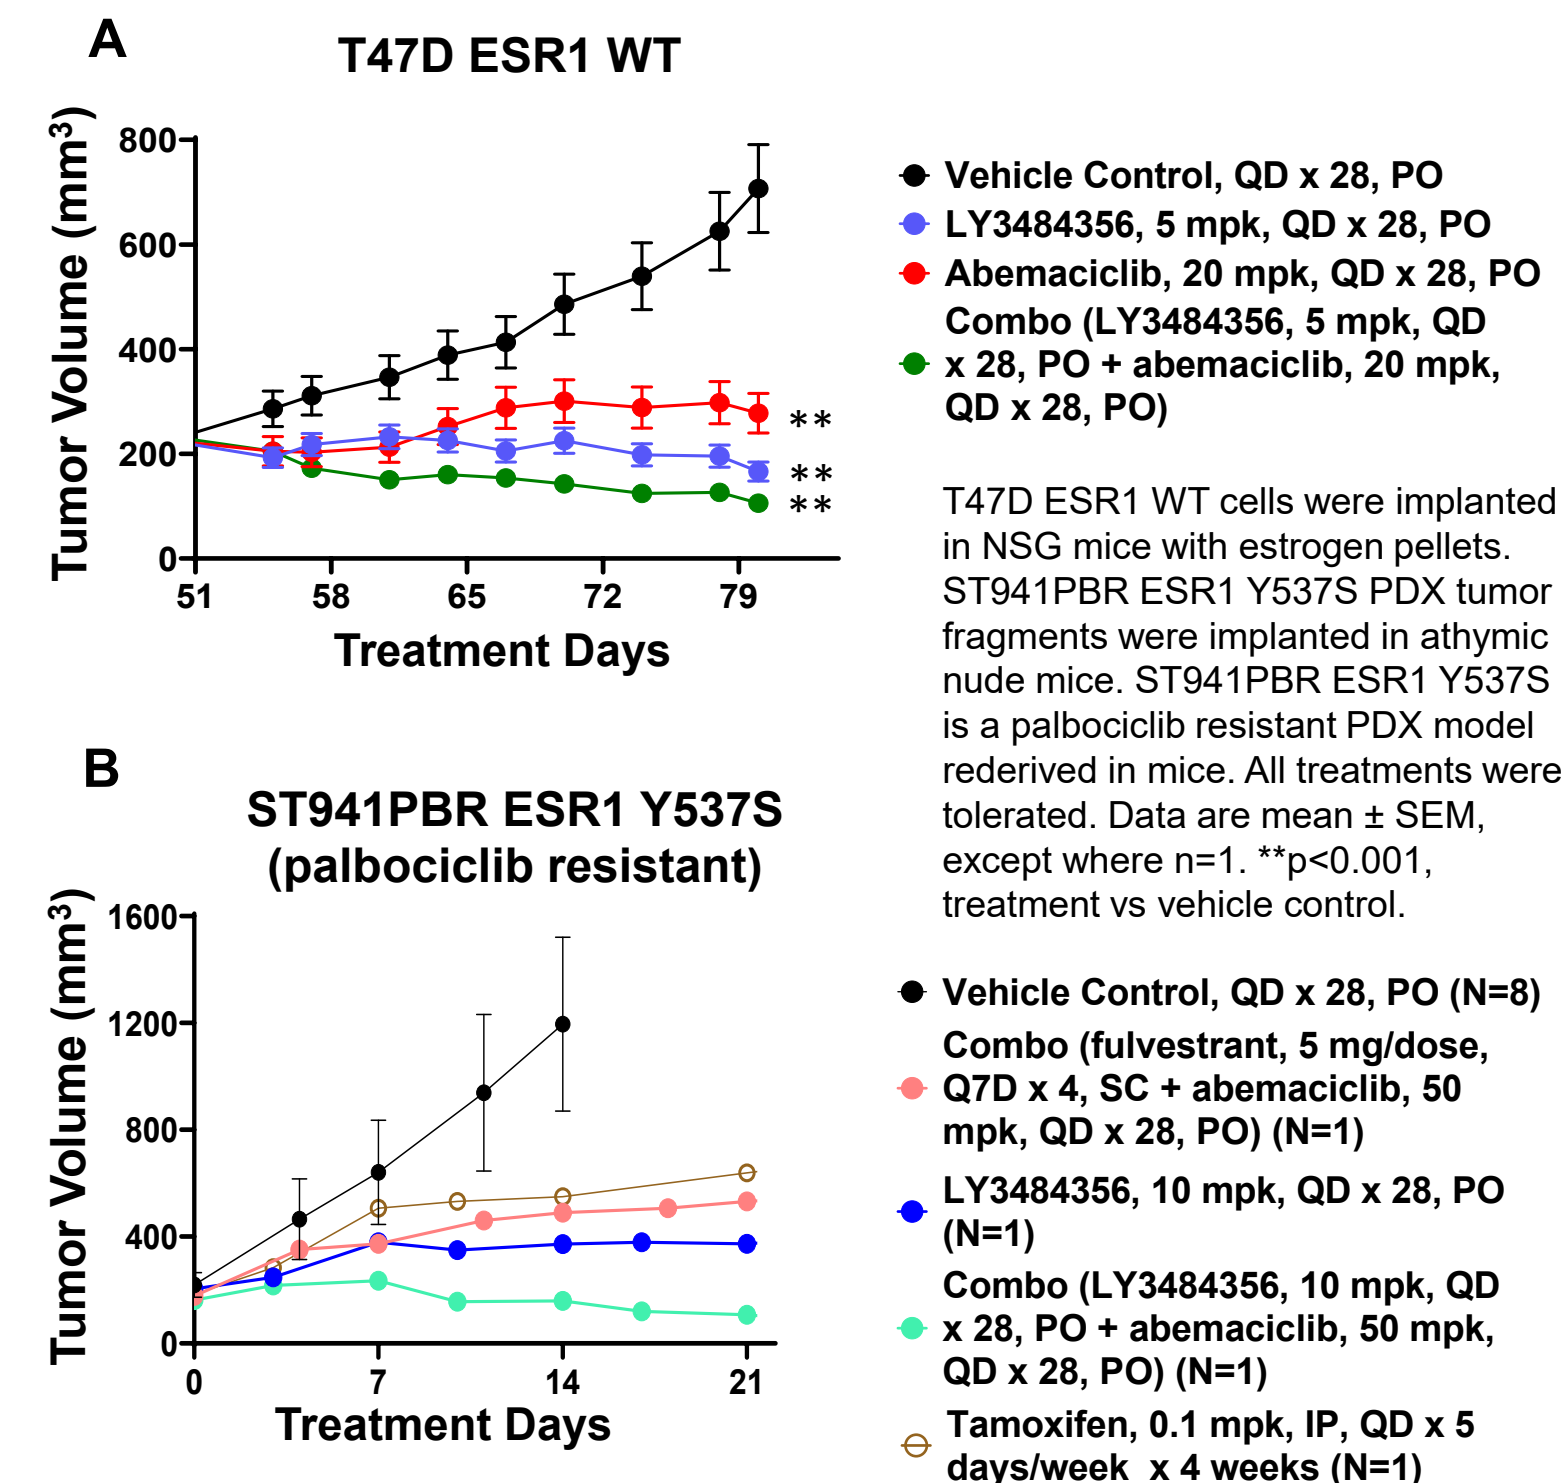 A
T47D ESR1 WT
Tumor Volume (mm³)
800
600
400
200
0
51 58 65 72 79
Treatment Days
**
**
**
Vehicle Control, QD x 28, PO
LY3484356, 5 mpk, QD x 28, PO
Abemaciclib, 20 mpk, QD x 28, PO
Combo (LY3484356, 5 mpk, QD
x 28, PO + abemaciclib, 20 mpk,
QD x 28, PO)
T47D ESR1 WT cells were implanted
in NSG mice with estrogen pellets.
ST941PBR ESR1 Y537S PDX tumor
fragments were implanted in athymic
nude mice. ST941PBR ESR1 Y537S
is a palbociclib resistant PDX model
rederived in mice. All treatments were
tolerated. Data are mean ± SEM,
except where n=1. **p<0.001,
treatment vs vehicle control.
B
ST941PBR ESR1 Y537S
(palbociclib resistant)
Tumor Volume (mm³)
1600
1200
800
400
0
0 7 14 21
Treatment Days
Vehicle Control, QD x 28, PO (N=8)
Combo (fulvestrant, 5 mg/dose,
Q7D x 4, SC + abemaciclib, 50
mpk, QD x 28, PO) (N=1)
LY3484356, 10 mpk, QD x 28, PO
(N=1)
Combo (LY3484356, 10 mpk, QD
x 28, PO + abemaciclib, 50 mpk,
QD x 28, PO) (N=1)
Tamoxifen, 0.1 mpk, IP, QD x 5
days/week x 4 weeks (N=1)